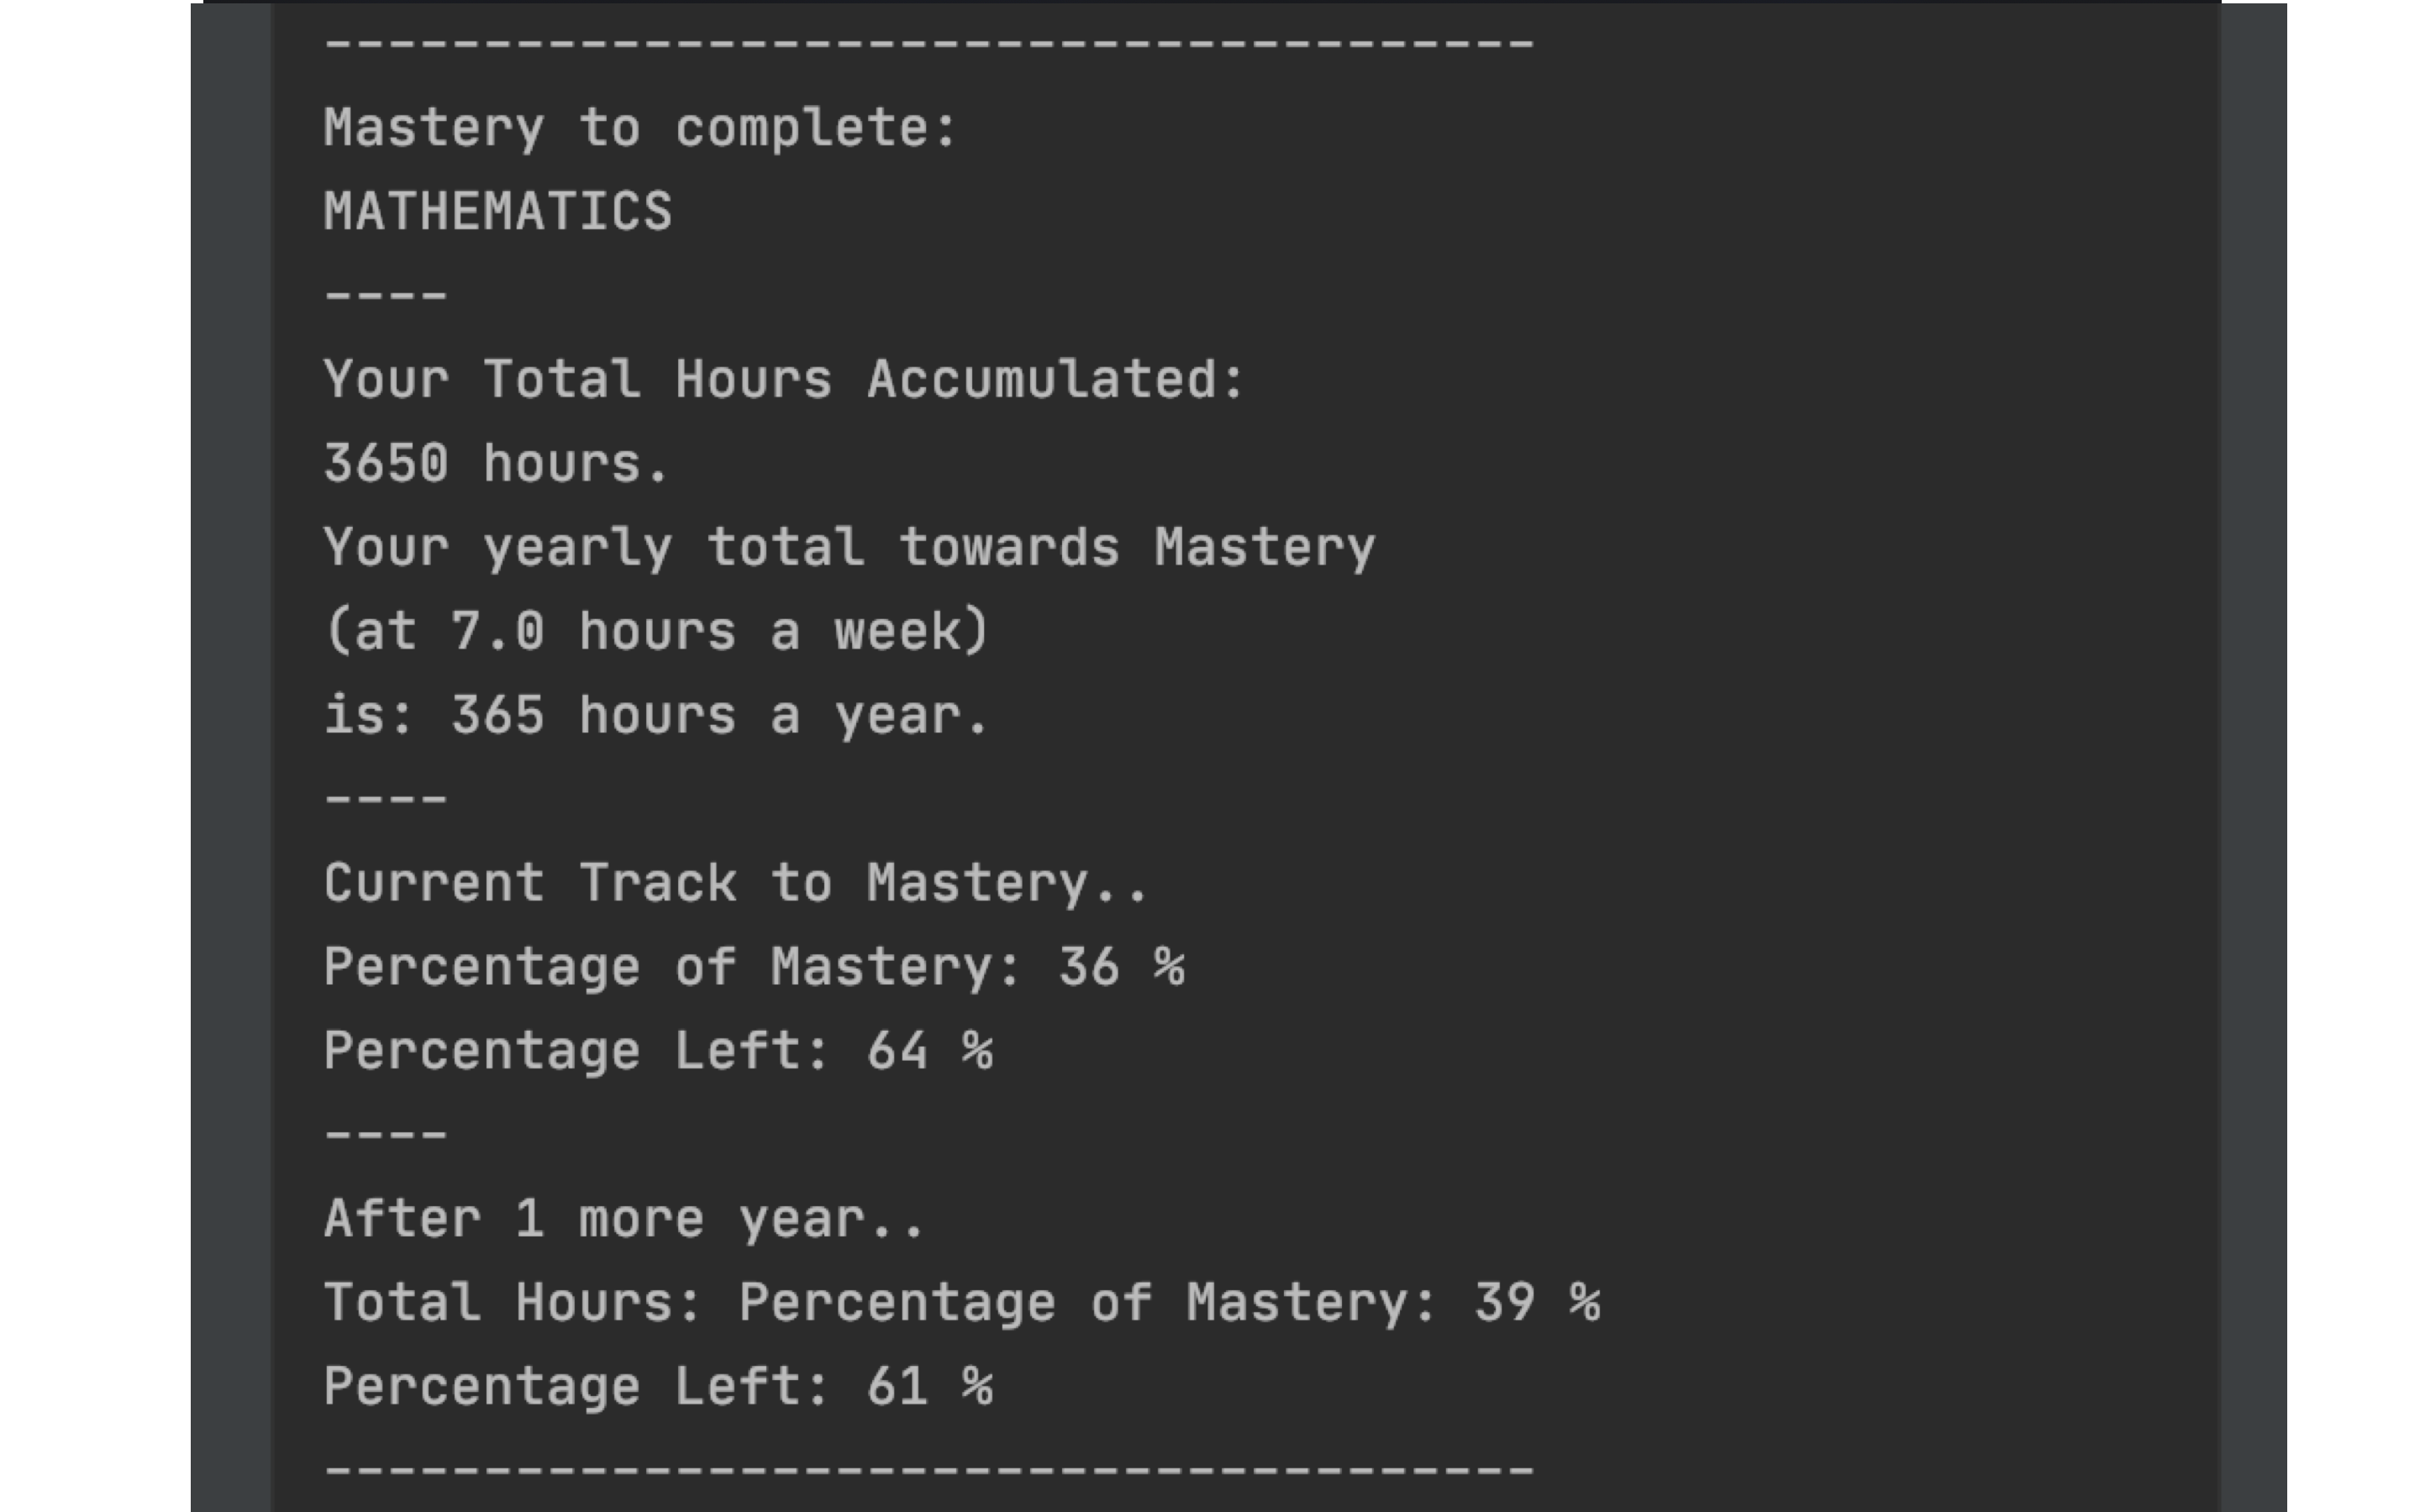 --------------------------------------
Mastery to complete:
MATHEMATICS
----
Your Total Hours Accumulated:
3650 hours.
Your yearly total towards Mastery
(at 7.0 hours a week)
is: 365 hours a year.
----
Current Track to Mastery..
Percentage of Mastery: 36 %
Percentage Left: 64 %
----
After 1 more year..
Total Hours: Percentage of Mastery: 39 %
Percentage Left: 61 %
--------------------------------------